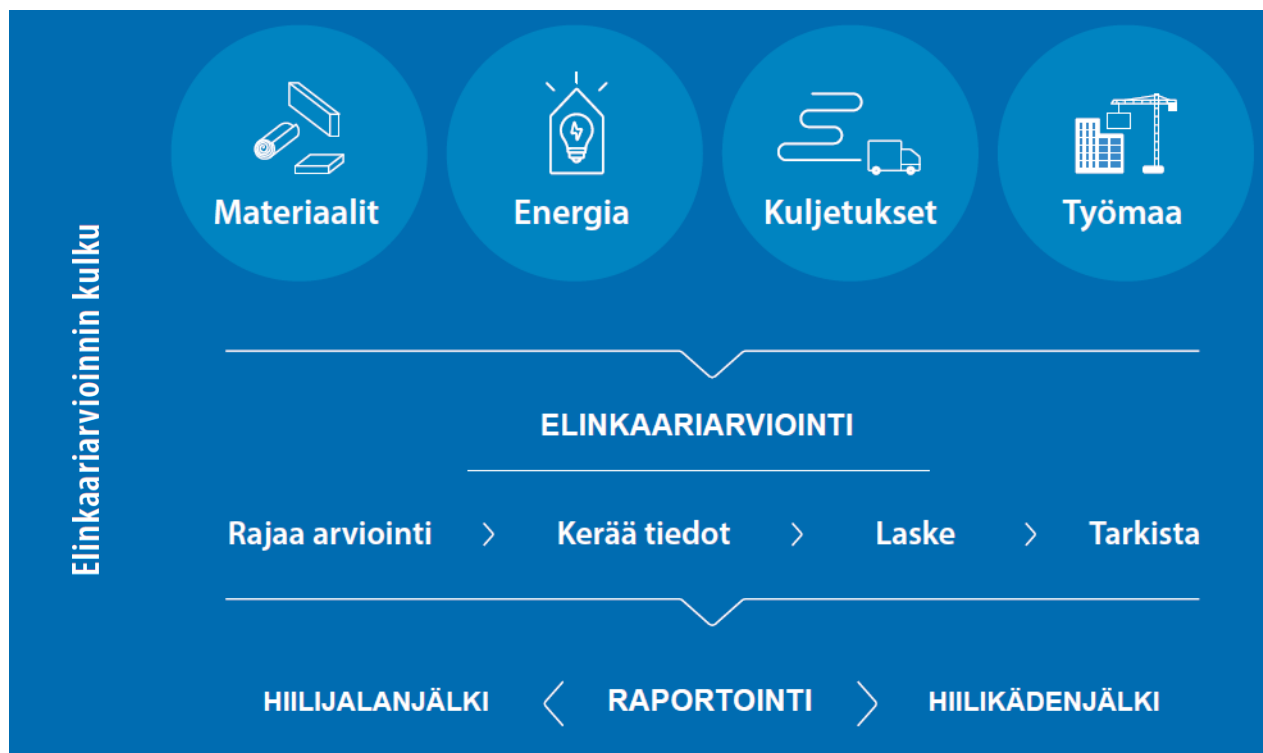 Elinkaariarvioinnin kulku
Materiaalit
Energia
Kuljetukset
Työmaa
ELINKAARIARVIOINTI
Rajaa arviointi > Kerää tiedot > Laske > Tarkista
HIILIJALANJÄLKI < RAPORTOINTI > HIILIKÄDENJÄLKI